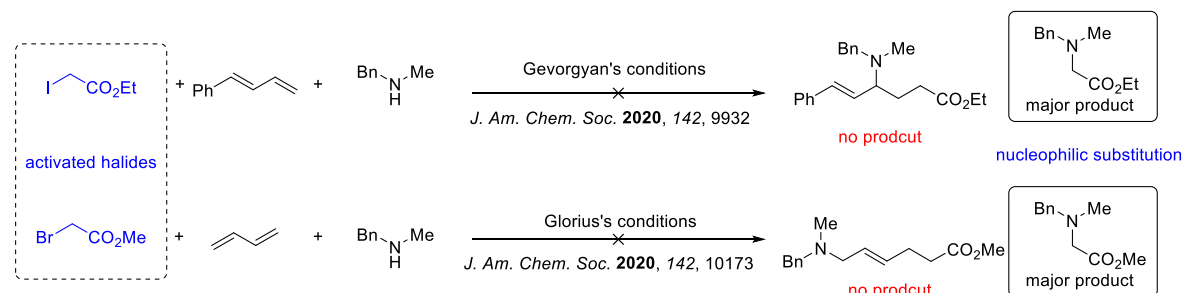 I
CO2Et
+
Ph
+
Bn
N
H
Me
Gevorgyan's conditions
J. Am. Chem. Soc. 2020, 142, 9932
Bn
N
Me
Ph
CO2Et
no prodcut
Bn
N
Me
CO2Et
major product
activated halides
nucleophilic substitution
Br
CO2Me
+
+
Bn
N
H
Me
Glorius's conditions
J. Am. Chem. Soc. 2020, 142, 10173
Me
N
Bn
CO2Me
no prodcut
Bn
N
Me
CO2Me
major product